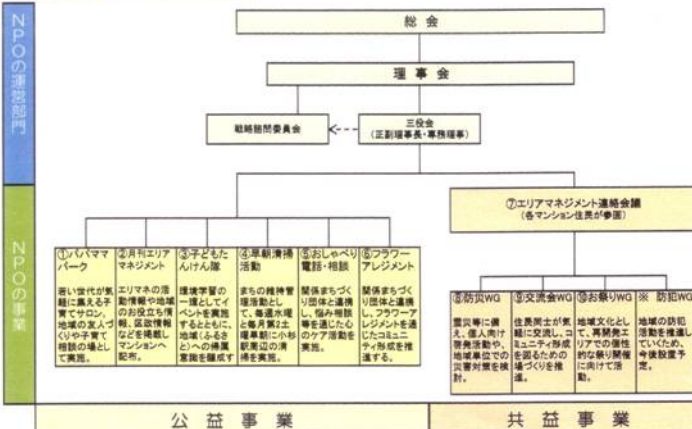 NPOの運営部門
総会
理事会
戦略諮問委員会
三役会
(正副理事長・専務理事)
NPOの事業
⑦エリアマネジメント連絡会議
(各マンション住民が参画)
①パパママ
パーク
若い世代が気
軽に集える子
育てサロン、
地域の友人づ
くりや子育て
相談の場とし
て実施。
②月刊エリア
マネジメント
エリマネの活
動情報や地域
のお役立ち情
報、区政情報
などを掲載し
マンションへ
配布。
③子どもた
んけん隊
環境学習の
一環としてイ
ベントを実施
するとともに、
地域(ふるさ
と)への帰属
意識を醸成す
④早朝清掃
活動
まちの維持管
理活動とし
て、毎週水曜
と毎月第2土
曜早朝に小杉
駅周辺の清
掃を実施。
⑤おしゃべり
電話・相談
関係まちづく
り団体と連携
し、悩み相談
等を通じた心
のケア活動を
実施。
⑥フラワー
アレジメント
関係まちづく
り団体と連携
し、フラワーア
レジメントを通
じたコミュニ
ティ形成を推
進する。
⑧防災WG
震災等に備
え、個人向け
啓発活動や、
地域単位での
災害対策を検
討。
⑨交流会WG
住民同士が気
軽に交流し、コ
ミュニティ形成
を図るための
場づくりを推
進。
⑩お祭りWG
地域文化とし
て、再開発エ
リアでの個性
的な祭り開催
に向けて活
動。
※ 防犯WG
地域の防犯
活動を推進し
ていくため、
今後設置予
定。
公益事業
共益事業